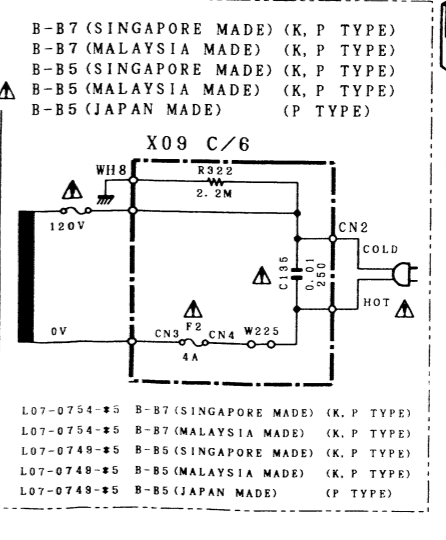 B-B7(SINGAPORE MADE) (K, P TYPE)
B-B7(MALAYSIA MADE) (K, P TYPE)
B-B5(SINGAPORE MADE) (K, P TYPE)
B-B5(MALAYSIA MADE) (K, P TYPE)
B-B5(JAPAN MADE) (P TYPE)
X09 C/6
WH8
R322
2.2M
120V
CN2
COLD
C135
0.01
250
HOT
0V
CN3
F2
CN4
W225
4A
L07-0754-*5 B-B7(SINGAPORE MADE) (K, P TYPE)
L07-0754-*5 B-B7(MALAYSIA MADE) (K, P TYPE)
L07-0749-*5 B-B5(SINGAPORE MADE) (K, P TYPE)
L07-0749-*5 B-B5(MALAYSIA MADE) (K, P TYPE)
L07-0749-*5 B-B5(JAPAN MADE) (P TYPE)